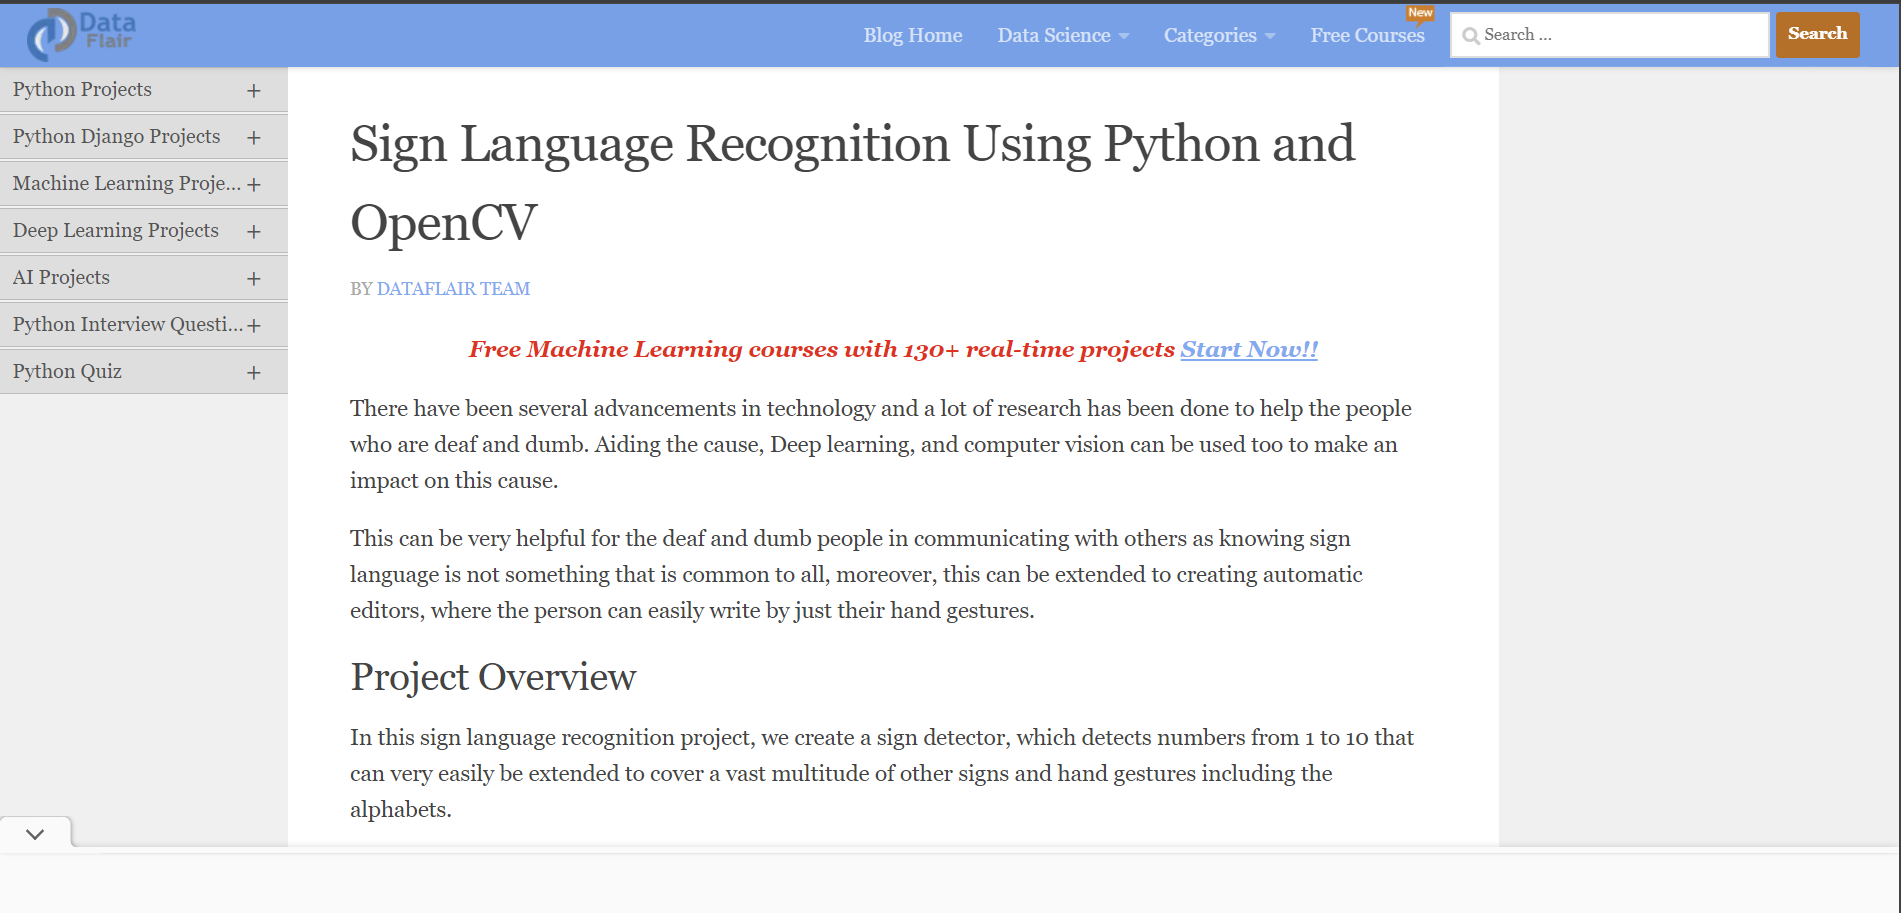 Data
Flair
Blog Home
Data Science
Categories
Free Courses
New
Search ...
Search
Python Projects +
Python Django Projects +
Machine Learning Proje... +
Deep Learning Projects +
AI Projects +
Python Interview Questi... +
Python Quiz +
Sign Language Recognition Using Python and
OpenCV
BY DATAFLAIR TEAM
Free Machine Learning courses with 130+ real-time projects Start Now!!
There have been several advancements in technology and a lot of research has been done to help the people
who are deaf and dumb. Aiding the cause, Deep learning, and computer vision can be used too to make an
impact on this cause.
This can be very helpful for the deaf and dumb people in communicating with others as knowing sign
language is not something that is common to all, moreover, this can be extended to creating automatic
editors, where the person can easily write by just their hand gestures.
Project Overview
In this sign language recognition project, we create a sign detector, which detects numbers from 1 to 10 that
can very easily be extended to cover a vast multitude of other signs and hand gestures including the
alphabets.